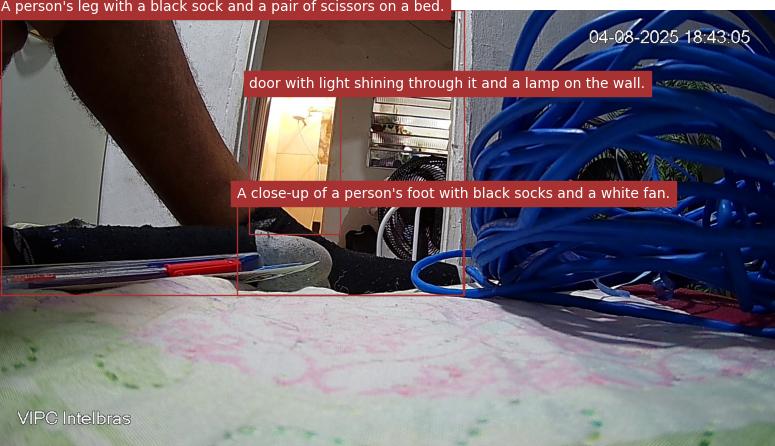 A person's leg with a black sock and a pair of scissors on a bed.
04-08-2025 18:43:05
door with light shining through it and a lamp on the wall.
A close-up of a person's foot with black socks and a white fan.
VIPC Intelbras